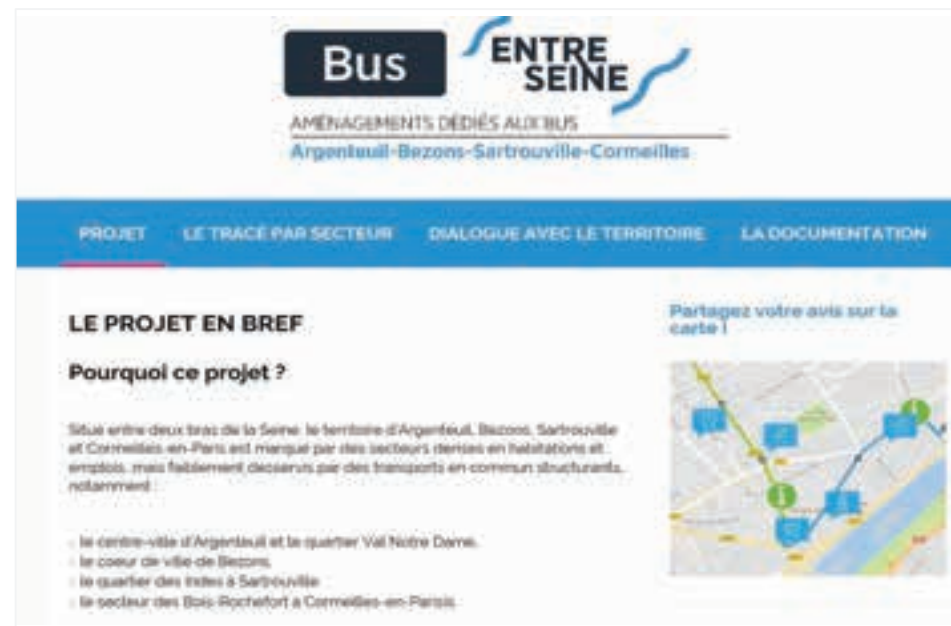 Bus
ENTRE
SEINE
AMÉNAGEMENTS DÉDIÉS AUX BUS
Argenteuil-Bezons-Sartrouville-Cormeilles
PROJET LE TRACÉ PAR SECTEUR DIALOGUE AVEC LE TERRITOIRE LA DOCUMENTATION
LE PROJET EN BREF
Pourquoi ce projet ?
Situé entre deux bras de la Seine, le territoire d'Argenteuil, Bezons, Sartrouville
et Cormeilles-en-Paris est marqué par des secteurs denses en habitations et
emplois, mais faiblement desservis par des transports en commun structurants,
notamment :
le centre-ville d'Argenteuil et le quartier Val Notre Dame,
le coeur de ville de Bezons,
le quartier des Indes à Sartrouville
le secteur des Bois-Rochefort à Cormeilles-en-Parisis.
Partagez votre avis sur la
carte !